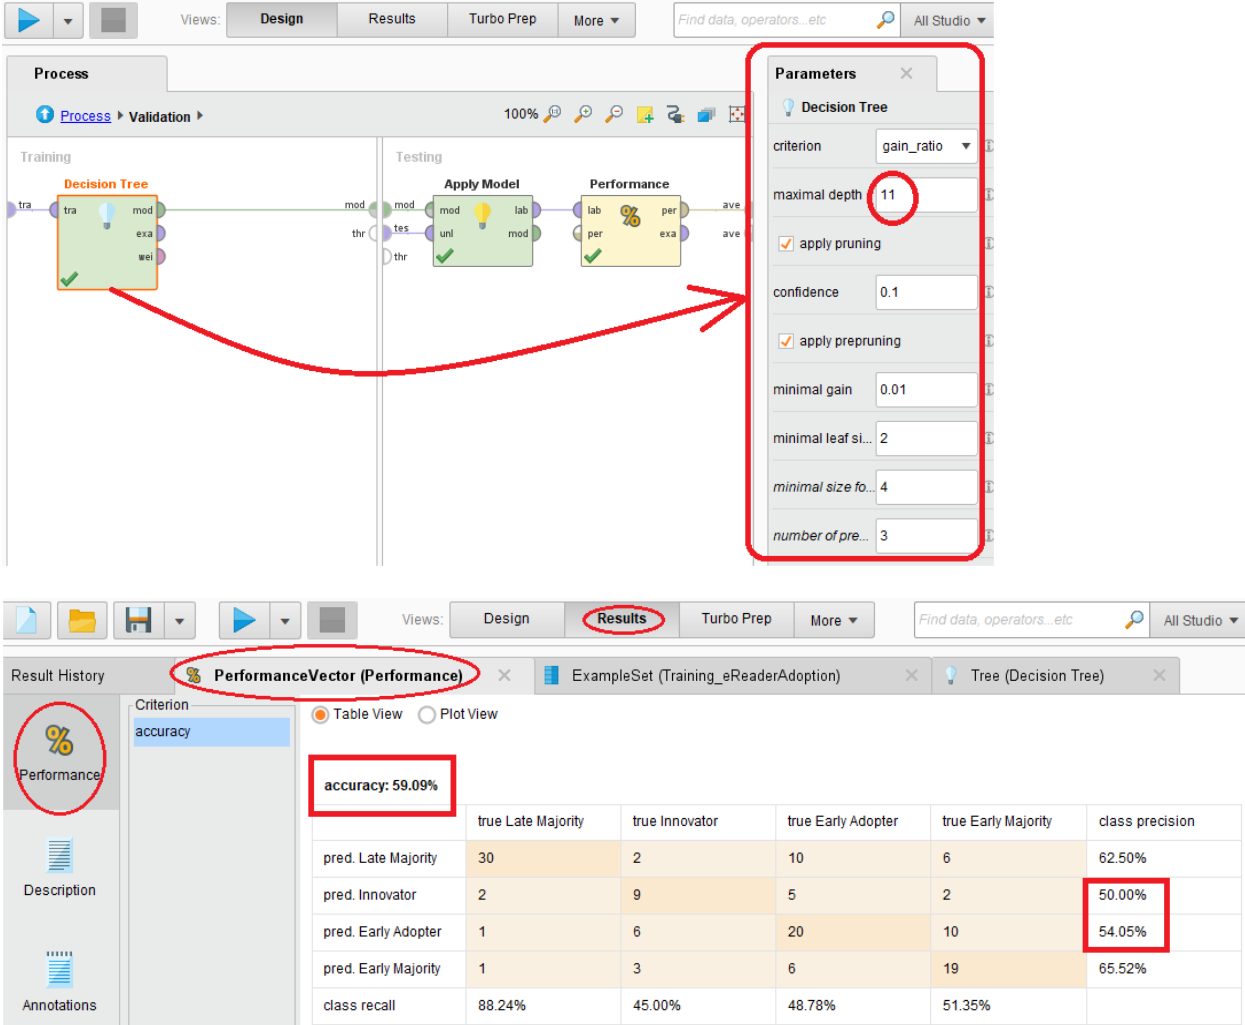 Views: Design Results Turbo Prep More Find data, operators...etc All Studio
Process
Process Validation 100%
Training Testing
Decision Tree Apply Model Performance
tra tra mod mod mod mod lab lab per ave
exa thr tes unl mod per exa ave
wei thr
Parameters
Decision Tree
criterion gain_ratio
maximal depth 11
apply pruning
confidence 0.1
apply prepruning
minimal gain 0.01
minimal leaf si... 2
minimal size fo... 4
number of pre... 3
Views: Design Results Turbo Prep More Find data, operators...etc All Studio
Result History % PerformanceVector (Performance) ExampleSet (Training_eReaderAdoption) Tree (Decision Tree)
% Performance
Description
Annotations
Criterion
accuracy
Table View Plot View
accuracy: 59.09%
true Late Majority true Innovator true Early Adopter true Early Majority class precision
pred. Late Majority 30 2 10 6 62.50%
pred. Innovator 2 9 5 2 50.00%
pred. Early Adopter 1 6 20 10 54.05%
pred. Early Majority 1 3 6 19 65.52%
class recall 88.24% 45.00% 48.78% 51.35%